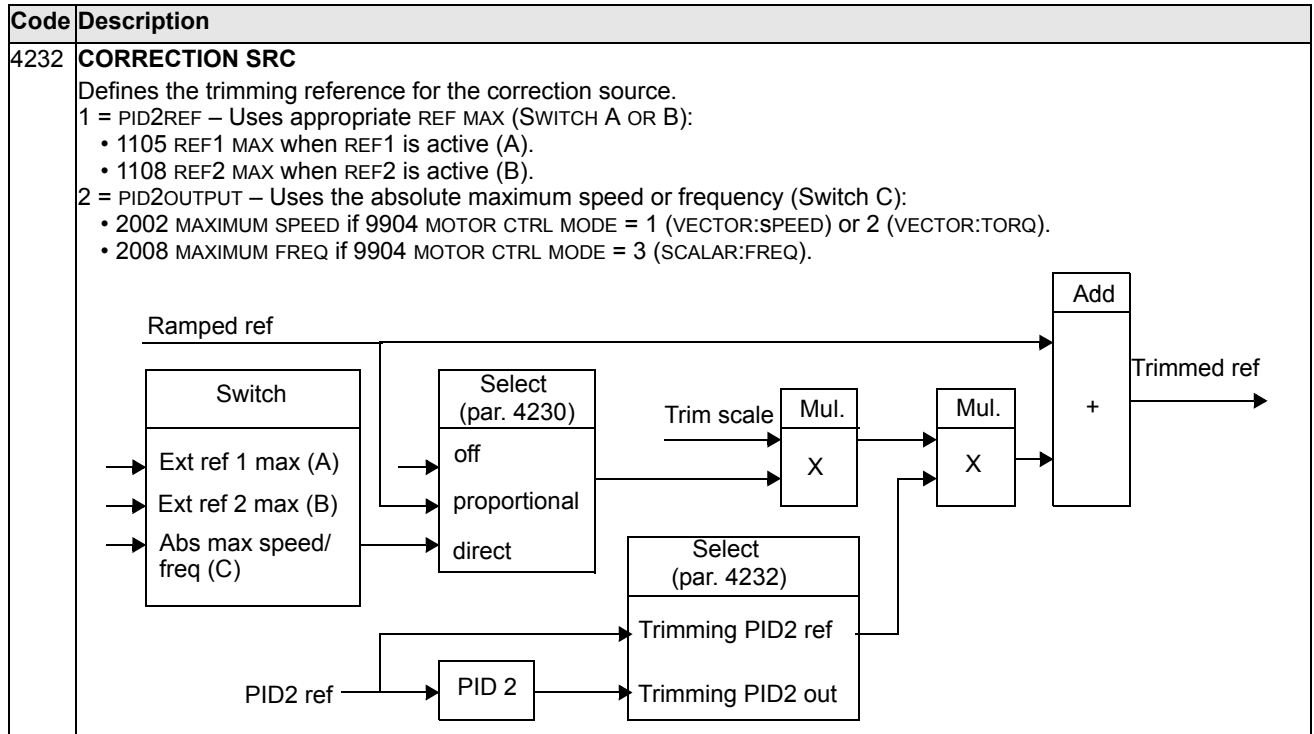 Code Description
4232 CORRECTION SRC
Defines the trimming reference for the correction source.
1 = PID2REF – Uses appropriate REF MAX (SWITCH A OR B):
• 1105 REF1 MAX when REF1 is active (A).
• 1108 REF2 MAX when REF2 is active (B).
2 = PID2OUTPUT – Uses the absolute maximum speed or frequency (Switch C):
• 2002 MAXIMUM SPEED if 9904 MOTOR CTRL MODE = 1 (VECTOR:SPEED) or 2 (VECTOR:TORQ).
• 2008 MAXIMUM FREQ if 9904 MOTOR CTRL MODE = 3 (SCALAR:FREQ).
Add
Ramped ref
Trimmed ref
Switch
Select
(par. 4230)
Trim scale
Mul.
Mul.
+
Ext ref 1 max (A)
off
X
X
Ext ref 2 max (B)
proportional
Abs max speed/
freq (C)
direct
Select
(par. 4232)
Trimming PID2 ref
PID2 ref
PID 2
Trimming PID2 out